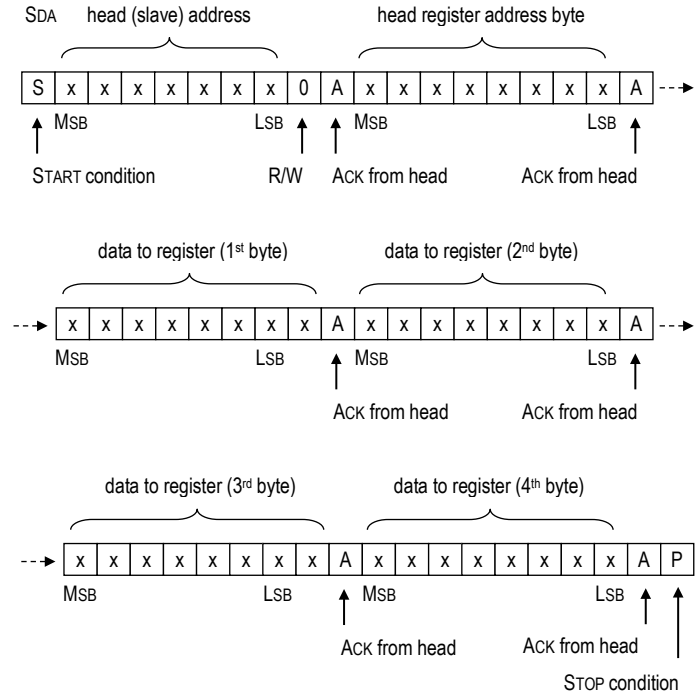 SDA head (slave) address head register address byte
S x x x x x x x 0 A x x x x x x x x A
MSB LSB MSB LSB
START condition R/W ACK from head ACK from head
data to register (1st byte) data to register (2nd byte)
x x x x x x x x A x x x x x x x x A
MSB LSB MSB LSB
ACK from head ACK from head
data to register (3rd byte) data to register (4th byte)
x x x x x x x x A x x x x x x x x A P
MSB LSB MSB LSB
ACK from head ACK from head
STOP condition